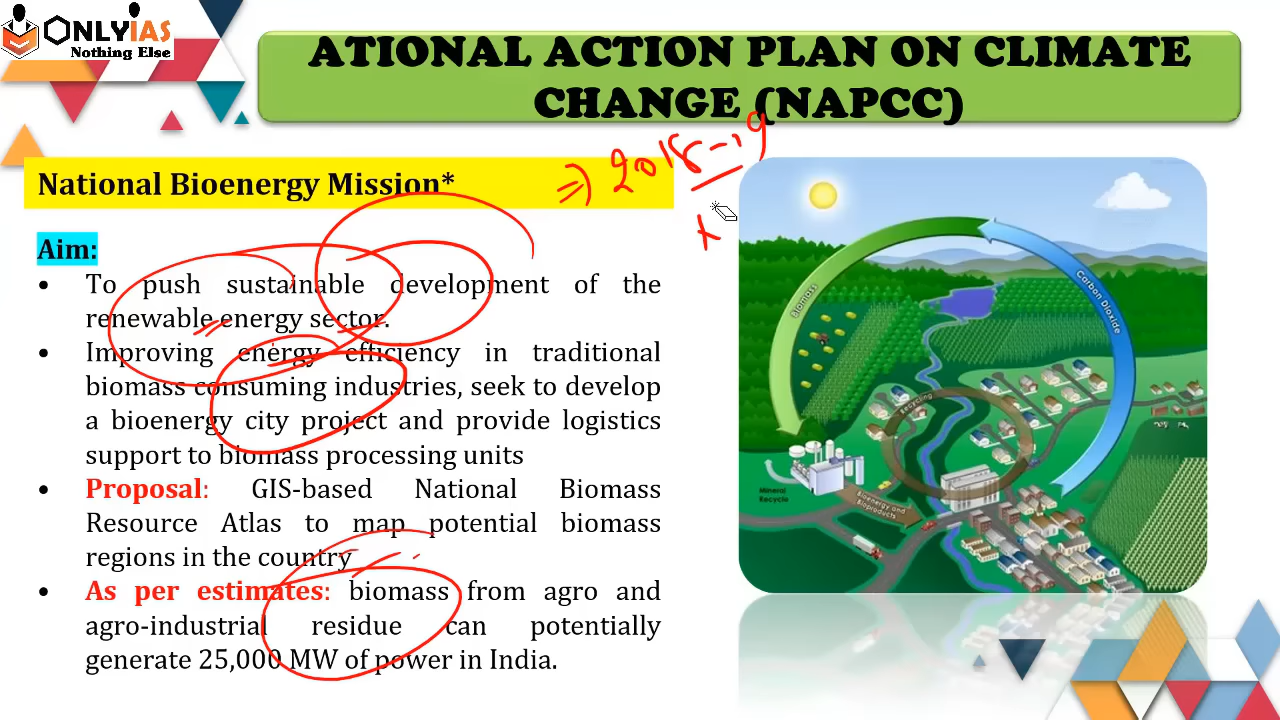 ONLYIAS
Nothing Else
ATIONAL ACTION PLAN ON CLIMATE
CHANGE (NAPCC)
⇒ 2018-19
x
National Bioenergy Mission*
Aim:
• To push sustainable development of the
renewable energy sector.
• Improving energy efficiency in traditional
biomass consuming industries, seek to develop
a bioenergy city project and provide logistics
support to biomass processing units
• Proposal: GIS-based National Biomass
Resource Atlas to map potential biomass
regions in the country
• As per estimates: biomass from agro and
agro-industrial residue can potentially
generate 25,000 MW of power in India.
Biomass
Carbon Dioxide
Recycling
Mineral
Recycle
Bioenergy and
Bioproducts